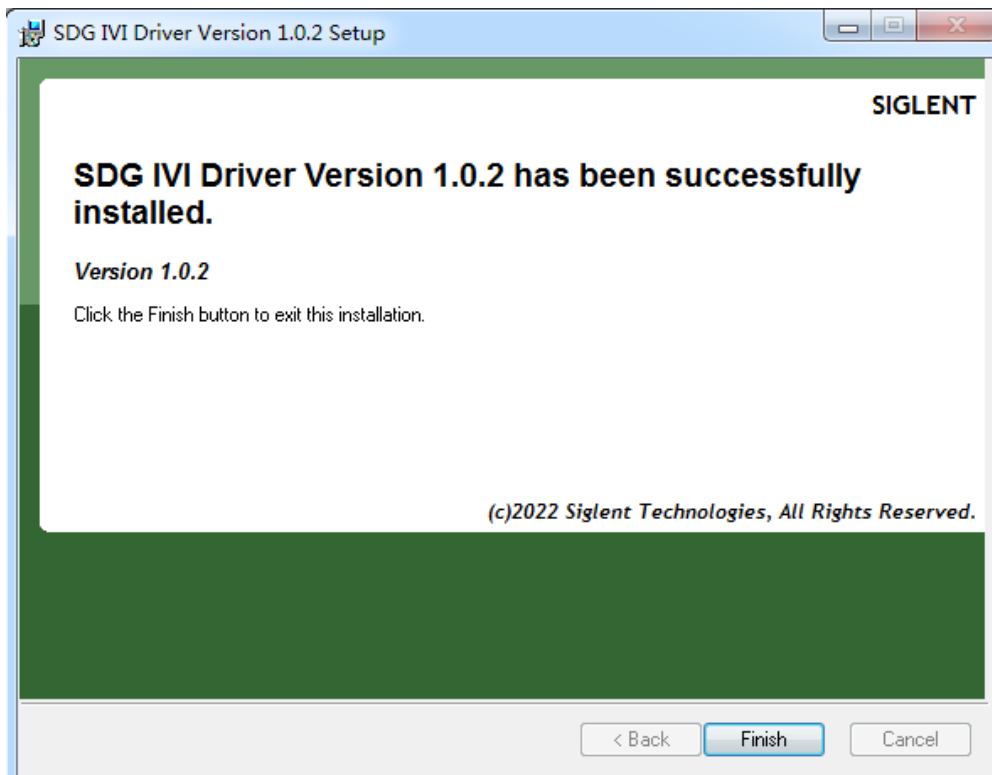 SDG IVI Driver Version 1.0.2 Setup
SIGLENT
SDG IVI Driver Version 1.0.2 has been successfully
installed.
Version 1.0.2
Click the Finish button to exit this installation.
(c)2022 Siglent Technologies, All Rights Reserved.
< Back
Finish
Cancel